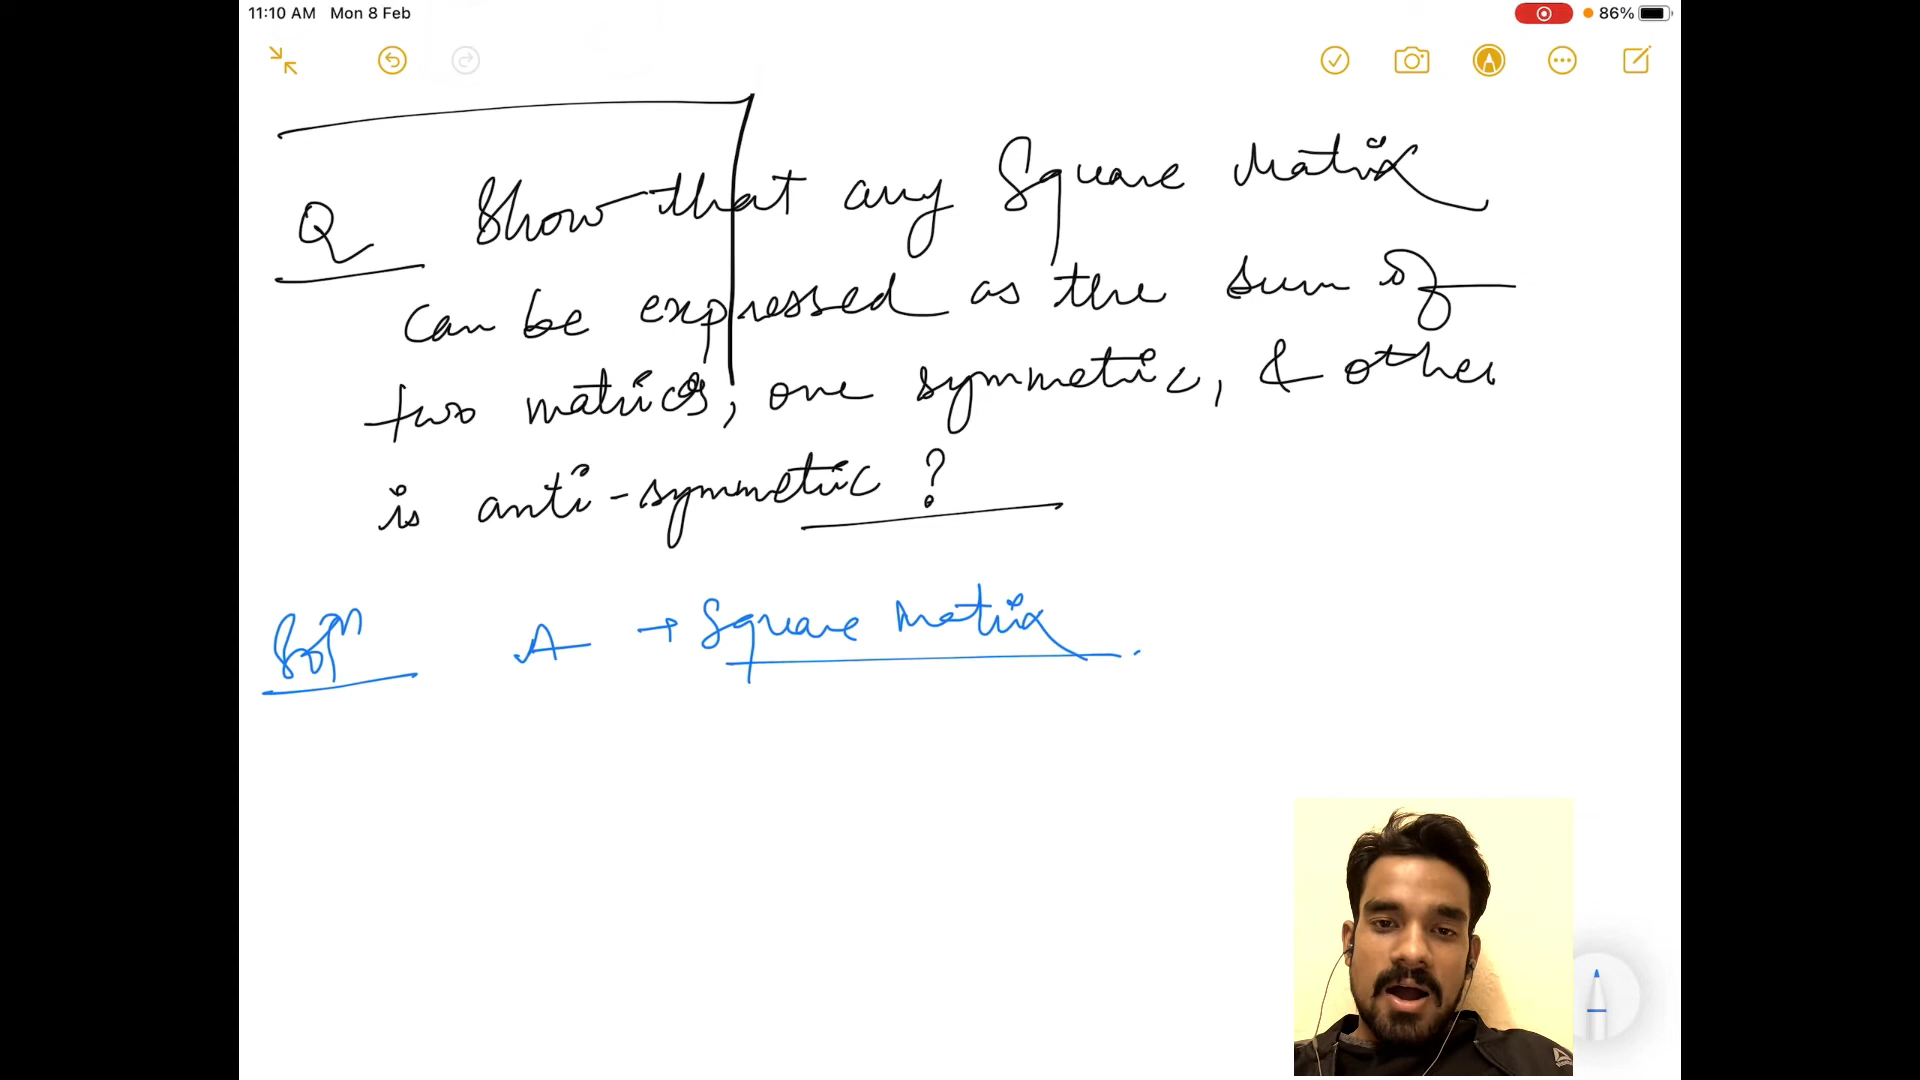 11:10 AM Mon 8 Feb
86%
Q Show that any Square Matrix
can be expressed as the sum of
two matrices, one symmetric, & other
is anti-symmetric ?
Solⁿ A → Square Matrix .